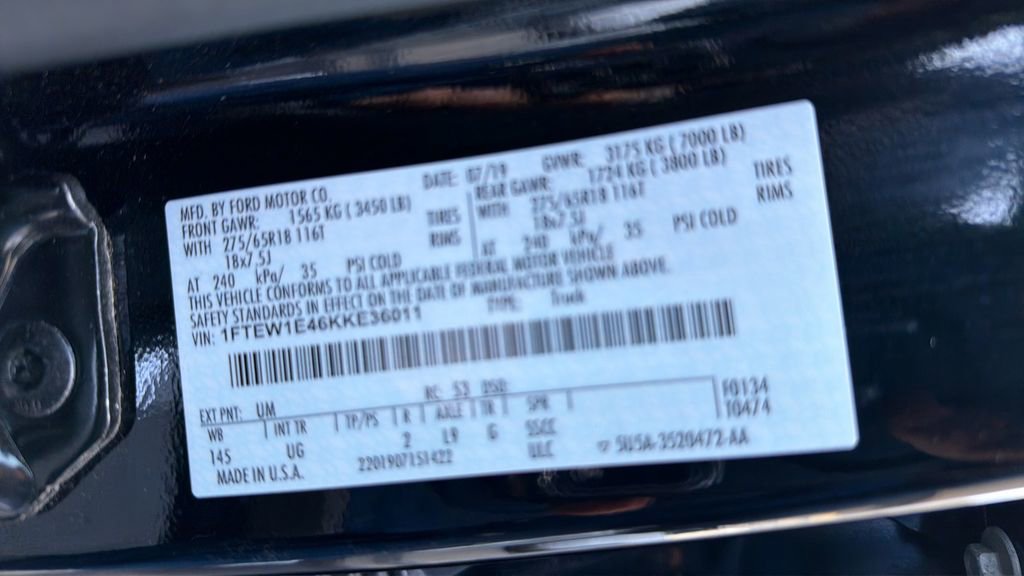 MFD. BY FORD MOTOR CO. DATE: 07/19 GVWR: 3175 KG (7000 LB)
FRONT GAWR: 1565 KG (3450 LB) REAR GAWR: 1724 KG (3800 LB)
WITH 275/65R18 116T TIRES WITH 275/65R18 116T TIRES
18x7.5J RIMS 18x7.5J RIMS
AT 240 kPa/ 35 PSI COLD AT 240 kPa/ 35 PSI COLD
THIS VEHICLE CONFORMS TO ALL APPLICABLE FEDERAL MOTOR VEHICLE
SAFETY STANDARDS IN EFFECT ON THE DATE OF MANUFACTURE SHOWN ABOVE.
VIN: 1FTEW1E46KKE36011 TYPE: Truck
EXT PNT: UM RC: 53 DSO: F0134
WB INT TR TP/PS R AXLE TR SPR T0474
145 UG 2 L9 G SSCC
MADE IN U.S.A. 2201907151422 5U5A-3520472-AA